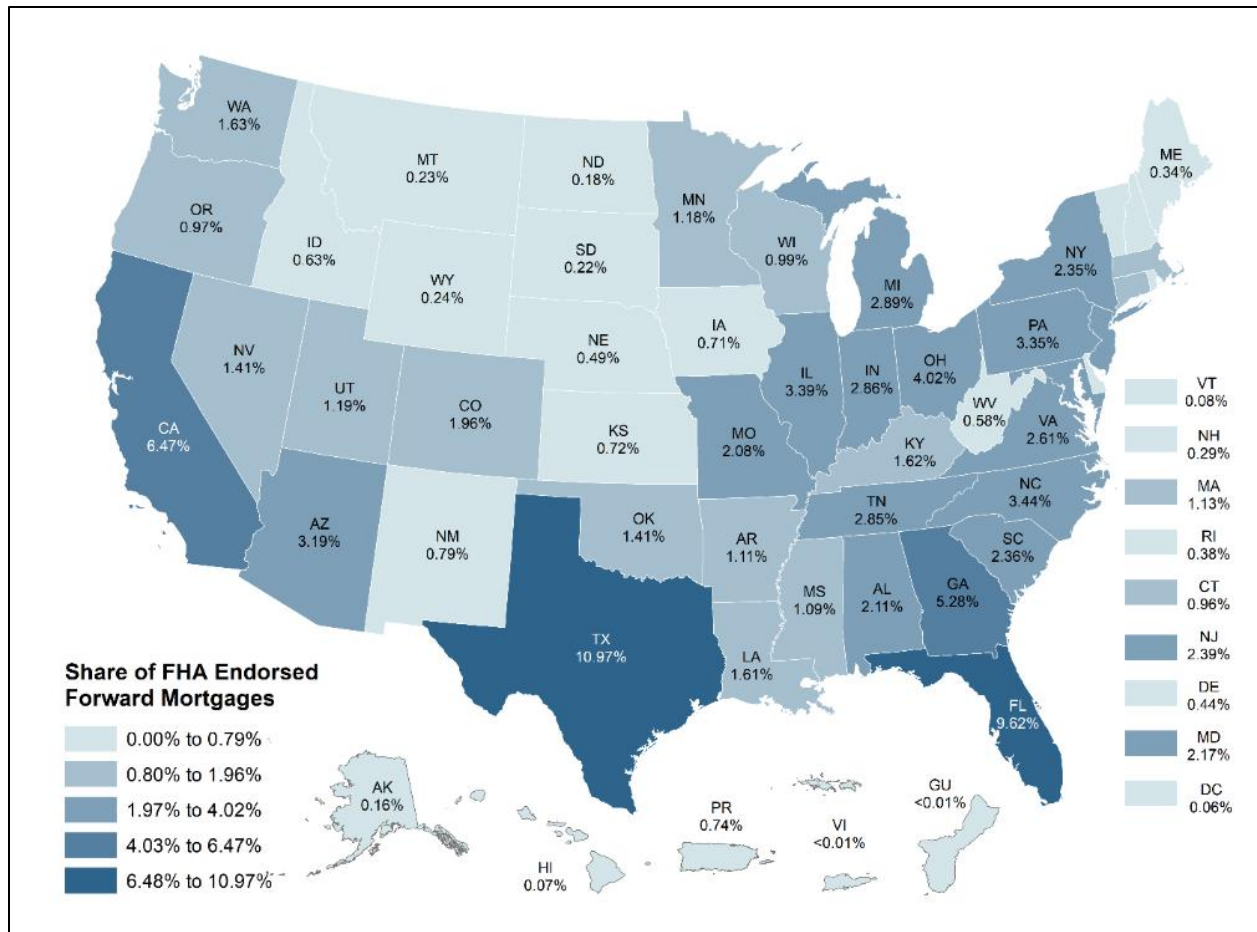 WA
1.63%
MT
0.23%
ND
0.18%
MN
1.18%
ME
0.34%
OR
0.97%
ID
0.63%
SD
0.22%
WI
0.99%
NY
2.35%
WY
0.24%
MI
2.89%
IA
0.71%
PA
3.35%
NE
0.49%
NV
1.41%
UT
1.19%
CO
1.96%
IL
3.39%
IN
2.86%
OH
4.02%
WV
0.58%
VA
2.61%
CA
6.47%
KS
0.72%
MO
2.08%
KY
1.62%
NC
3.44%
TN
2.85%
AZ
3.19%
NM
0.79%
OK
1.41%
AR
1.11%
SC
2.36%
MS
1.09%
AL
2.11%
GA
5.28%
TX
10.97%
LA
1.61%
FL
9.62%
VT
0.08%
NH
0.29%
MA
1.13%
RI
0.38%
CT
0.96%
NJ
2.39%
DE
0.44%
MD
2.17%
DC
0.06%
Share of FHA Endorsed
Forward Mortgages
0.00% to 0.79%
0.80% to 1.96%
1.97% to 4.02%
4.03% to 6.47%
6.48% to 10.97%
AK
0.16%
HI
0.07%
PR
0.74%
VI
<0.01%
GU
<0.01%